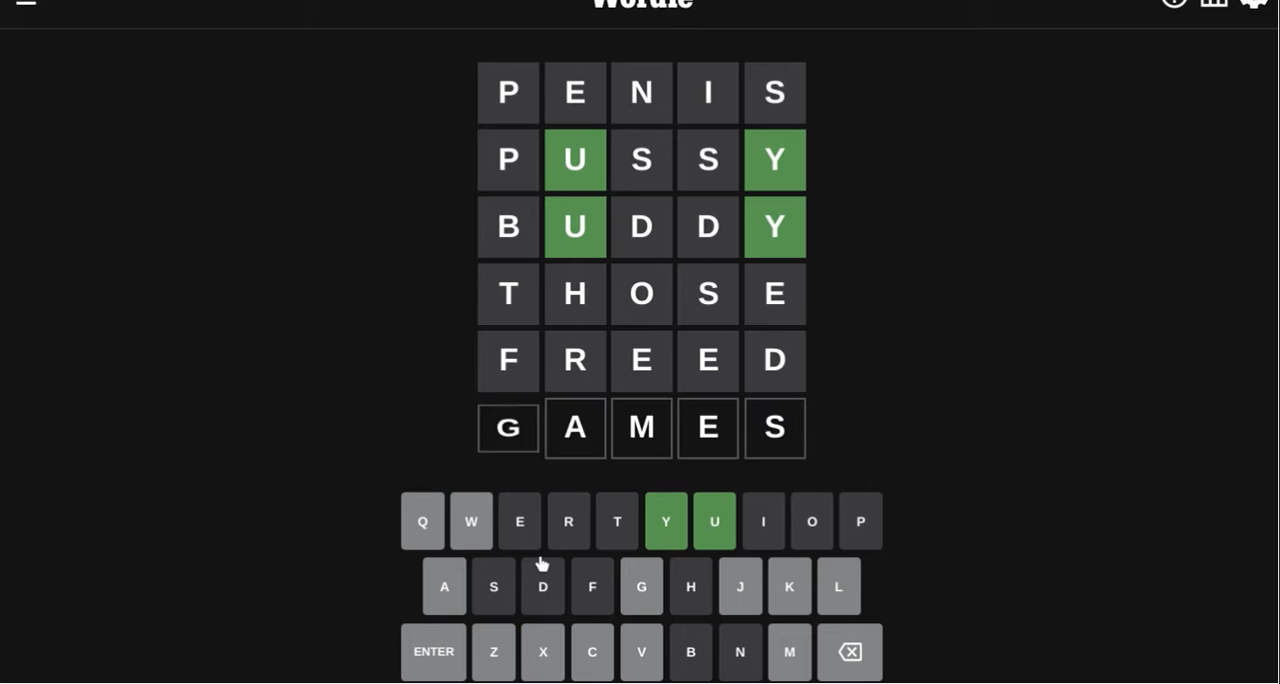 Wordle
P E N I S
P U S S Y
B U D D Y
T H O S E
F R E E D
G A M E S
Q W E R T Y U I O P
A S D F G H J K L
ENTER Z X C V B N M